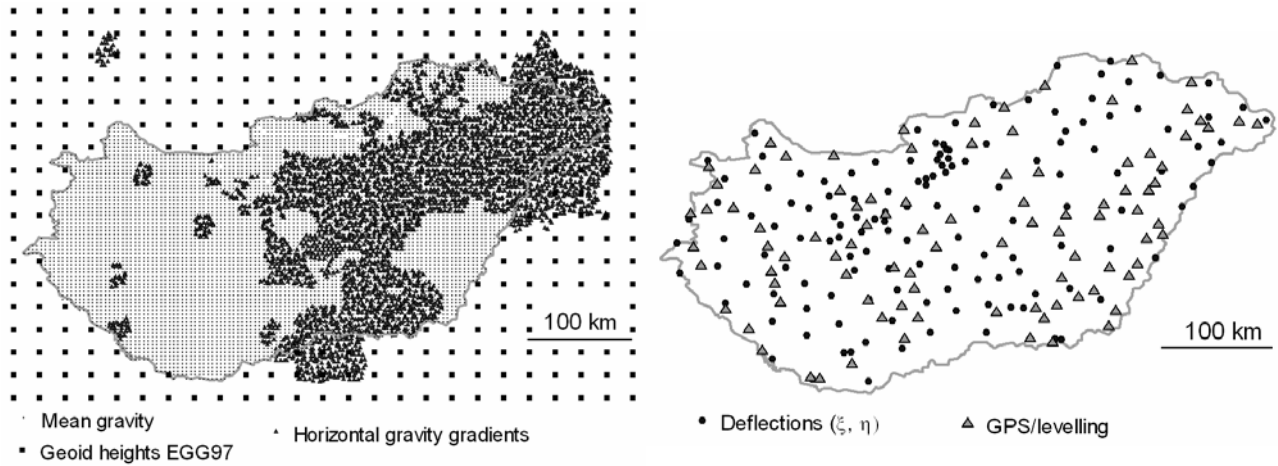 100 km
Mean gravity
Horizontal gravity gradients
Geoid heights EGG97
100 km
Deflections (ξ, η)
GPS/levelling